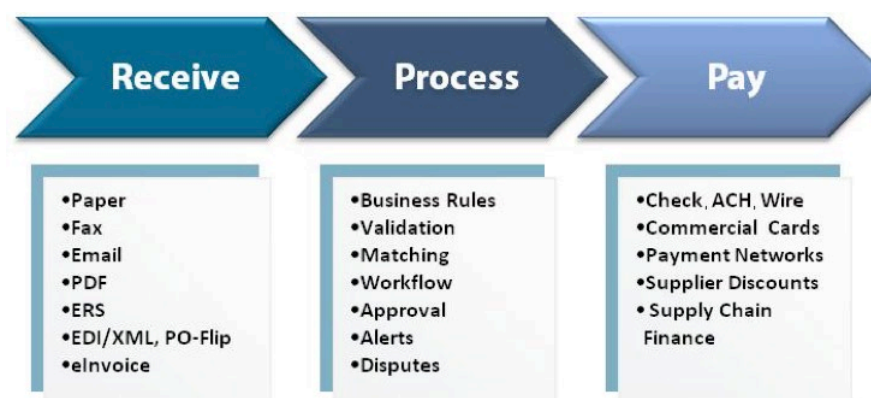 Receive
Process
Pay
•Paper
•Fax
•Email
•PDF
•ERS
•EDI/XML, PO-Flip
•eInvoice
•Business Rules
•Validation
•Matching
•Workflow
•Approval
•Alerts
•Disputes
•Check, ACH, Wire
•Commercial Cards
•Payment Networks
•Supplier Discounts
• Supply Chain
Finance